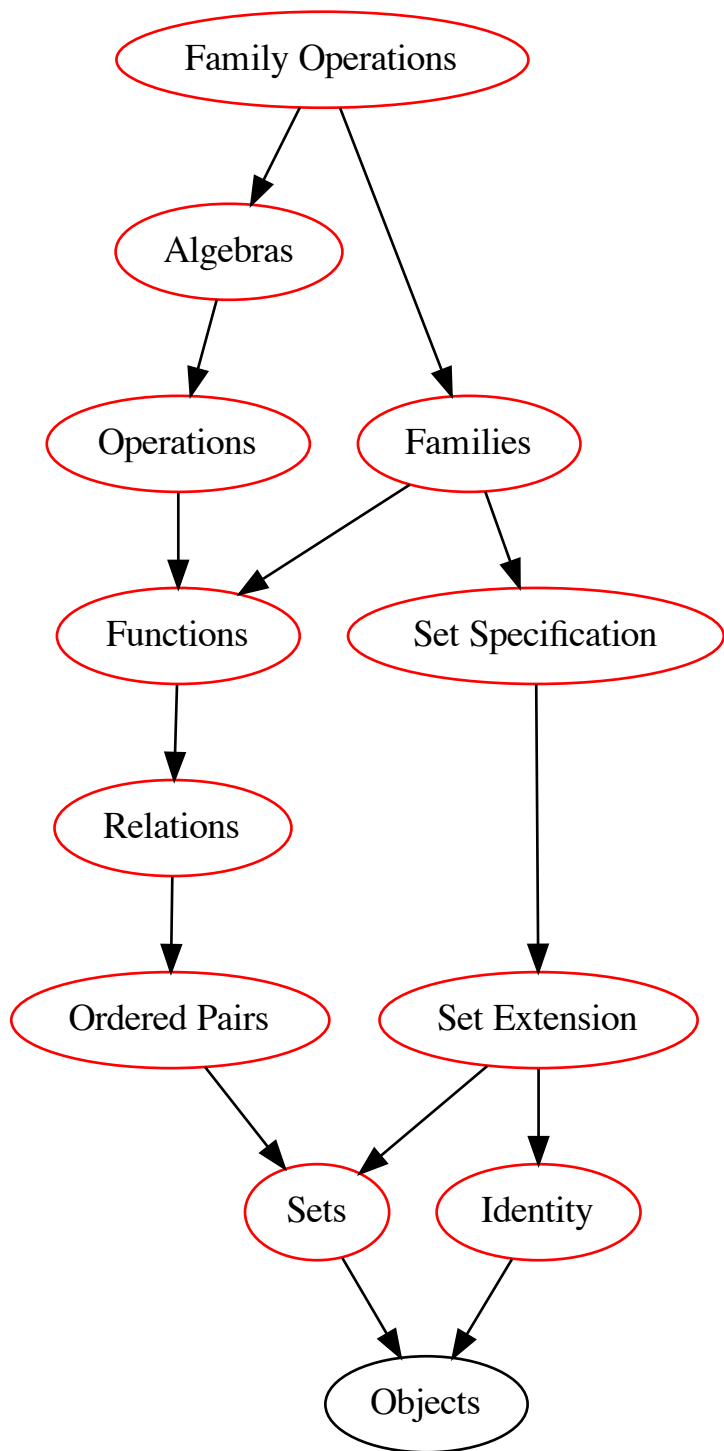 Family Operations
Algebras
Operations
Families
Functions
Set Specification
Relations
Ordered Pairs
Set Extension
Sets
Identity
Objects